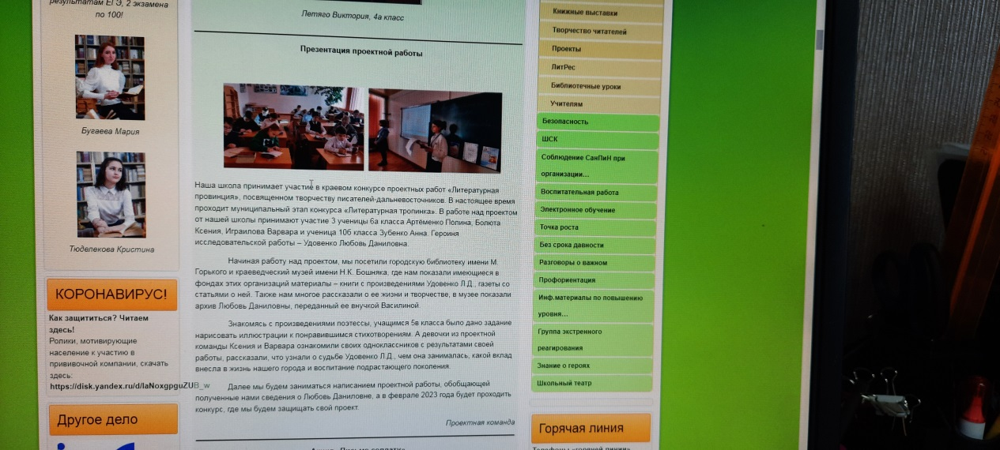 результатам ЕГЭ, 2 экзамена
по 100!
Бугаева Мария
Тюделекова Кристина
КОРОНАВИРУС!
Как защититься? Читаем
здесь!
Ролики, мотивирующие
население к участию в
прививочной компании, скачать
здесь:
https://disk.yandex.ru/d/IaNoxgpguZUB_w
Другое дело
Летяго Виктория, 4а класс
Презентация проектной работы
Наша школа принимает участие в краевом конкурсе проектных работ «Литературная
провинция», посвященном творчеству писателей-дальневосточников. В настоящее время
проходит муниципальный этап конкурса «Литературная тропинка». В работе над проектом
от нашей школы принимают участие 3 ученицы 6а класса Артёменко Полина, Болюта
Ксения, Играилова Варвара и ученица 10б класса Зубенко Анна. Героиня
исследовательской работы – Удовенко Любовь Даниловна.
Начиная работу над проектом, мы посетили городскую библиотеку имени М.
Горького и краеведческий музей имени Н.К. Бошняка, где нам показали имеющиеся в
фондах этих организаций материалы – книги с произведениями Удовенко Л.Д., газеты со
статьями о ней. Также нам многое рассказали о ее жизни и творчестве, в музее показали
архив Любовь Даниловны, переданный ее внучкой Василиной.
Знакомясь с произведениями поэтессы, учащимся 5в класса было дано задание
нарисовать иллюстрации к понравившимся стихотворениям. А девочки из проектной
команды Ксения и Варвара ознакомили своих одноклассников с результатами своей
работы, рассказали, что узнали о судьбе Удовенко Л.Д., чем она занималась, какой вклад
внесла в жизнь нашего города и воспитание подрастающего поколения.
Далее мы будем заниматься написанием проектной работы, обобщающей
полученные нами сведения о Любовь Даниловне, а в феврале 2023 года будет проходить
конкурс, где мы будем защищать свой проект.
Проектная команда
Книжные выставки
Творчество читателей
Проекты
ЛитРес
Библиотечные уроки
Учителям
Безопасность
ШСК
Соблюдение СанПиН при
организации...
Воспитательная работа
Электронное обучение
Точка роста
Без срока давности
Разговоры о важном
Профориентация
Инф.материалы по повышению
уровня...
Группа экстренного
реагирования
Знание о героях
Школьный театр
Горячая линия